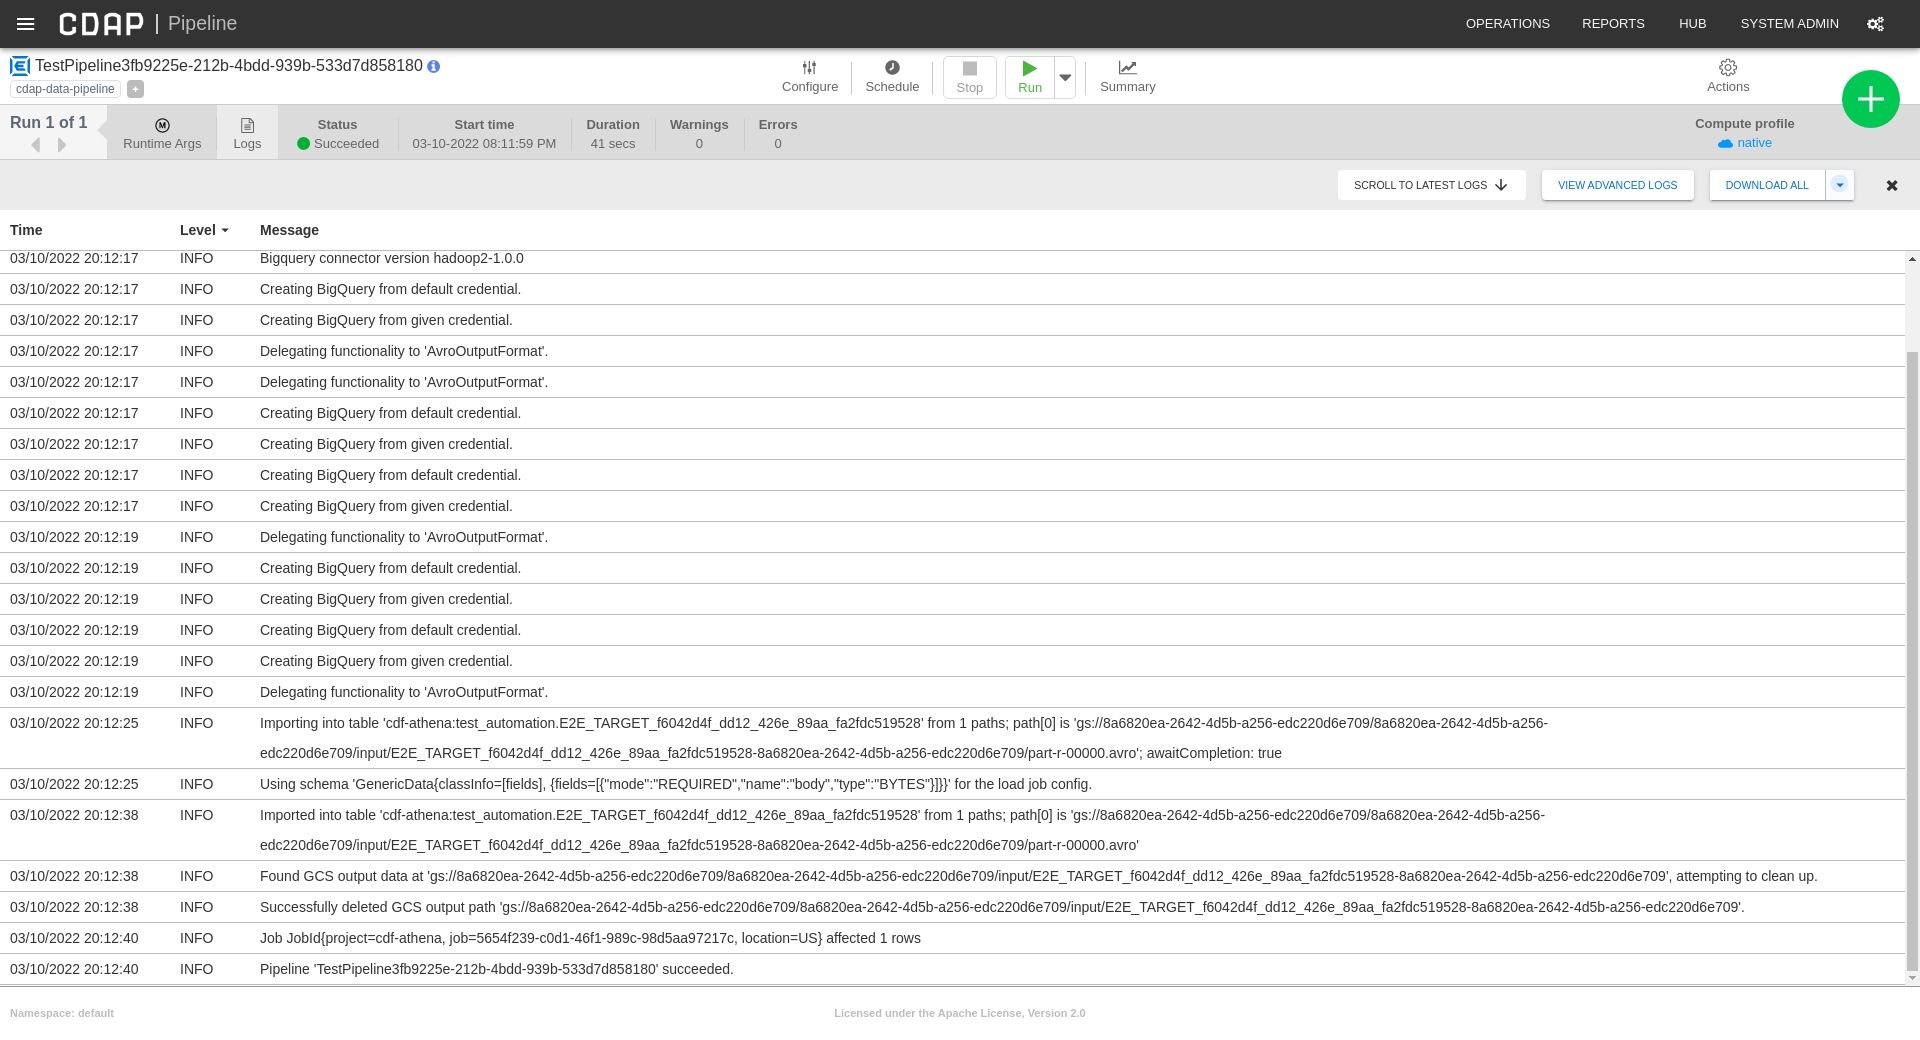 CDAP | Pipeline OPERATIONS REPORTS HUB SYSTEM ADMIN
TestPipeline3fb9225e-212b-4bdd-939b-533d7d858180
cdap-data-pipeline +
Configure Schedule Stop Run Summary Actions
Run 1 of 1
Runtime Args Logs
Status Start time Duration Warnings Errors Compute profile
Succeeded 03-10-2022 08:11:59 PM 41 secs 0 0 native
SCROLL TO LATEST LOGS VIEW ADVANCED LOGS DOWNLOAD ALL
Time Level Message
03/10/2022 20:12:17 INFO Bigquery connector version hadoop2-1.0.0
03/10/2022 20:12:17 INFO Creating BigQuery from default credential.
03/10/2022 20:12:17 INFO Creating BigQuery from given credential.
03/10/2022 20:12:17 INFO Delegating functionality to 'AvroOutputFormat'.
03/10/2022 20:12:17 INFO Delegating functionality to 'AvroOutputFormat'.
03/10/2022 20:12:17 INFO Creating BigQuery from default credential.
03/10/2022 20:12:17 INFO Creating BigQuery from given credential.
03/10/2022 20:12:17 INFO Creating BigQuery from default credential.
03/10/2022 20:12:17 INFO Creating BigQuery from given credential.
03/10/2022 20:12:19 INFO Delegating functionality to 'AvroOutputFormat'.
03/10/2022 20:12:19 INFO Creating BigQuery from default credential.
03/10/2022 20:12:19 INFO Creating BigQuery from given credential.
03/10/2022 20:12:19 INFO Creating BigQuery from default credential.
03/10/2022 20:12:19 INFO Creating BigQuery from given credential.
03/10/2022 20:12:19 INFO Delegating functionality to 'AvroOutputFormat'.
03/10/2022 20:12:25 INFO Importing into table 'cdf-athena:test_automation.E2E_TARGET_f6042d4f_dd12_426e_89aa_fa2fdc519528' from 1 paths; path[0] is 'gs://8a6820ea-2642-4d5b-a256-edc220d6e709/8a6820ea-2642-4d5b-a256-
edc220d6e709/input/E2E_TARGET_f6042d4f_dd12_426e_89aa_fa2fdc519528-8a6820ea-2642-4d5b-a256-edc220d6e709/part-r-00000.avro'; awaitCompletion: true
03/10/2022 20:12:25 INFO Using schema 'GenericData{classInfo=[fields], {fields=[{"mode":"REQUIRED","name":"body","type":"BYTES"}]}}' for the load job config.
03/10/2022 20:12:38 INFO Imported into table 'cdf-athena:test_automation.E2E_TARGET_f6042d4f_dd12_426e_89aa_fa2fdc519528' from 1 paths; path[0] is 'gs://8a6820ea-2642-4d5b-a256-edc220d6e709/8a6820ea-2642-4d5b-a256-
edc220d6e709/input/E2E_TARGET_f6042d4f_dd12_426e_89aa_fa2fdc519528-8a6820ea-2642-4d5b-a256-edc220d6e709/part-r-00000.avro'
03/10/2022 20:12:38 INFO Found GCS output data at 'gs://8a6820ea-2642-4d5b-a256-edc220d6e709/8a6820ea-2642-4d5b-a256-edc220d6e709/input/E2E_TARGET_f6042d4f_dd12_426e_89aa_fa2fdc519528-8a6820ea-2642-4d5b-a256-edc220d6e709', attempting to clean up.
03/10/2022 20:12:38 INFO Successfully deleted GCS output path 'gs://8a6820ea-2642-4d5b-a256-edc220d6e709/8a6820ea-2642-4d5b-a256-edc220d6e709/input/E2E_TARGET_f6042d4f_dd12_426e_89aa_fa2fdc519528-8a6820ea-2642-4d5b-a256-edc220d6e709'.
03/10/2022 20:12:40 INFO Job JobId{project=cdf-athena, job=5654f239-c0d1-46f1-989c-98d5aa97217c, location=US} affected 1 rows
03/10/2022 20:12:40 INFO Pipeline 'TestPipeline3fb9225e-212b-4bdd-939b-533d7d858180' succeeded.
Namespace: default Licensed under the Apache License, Version 2.0